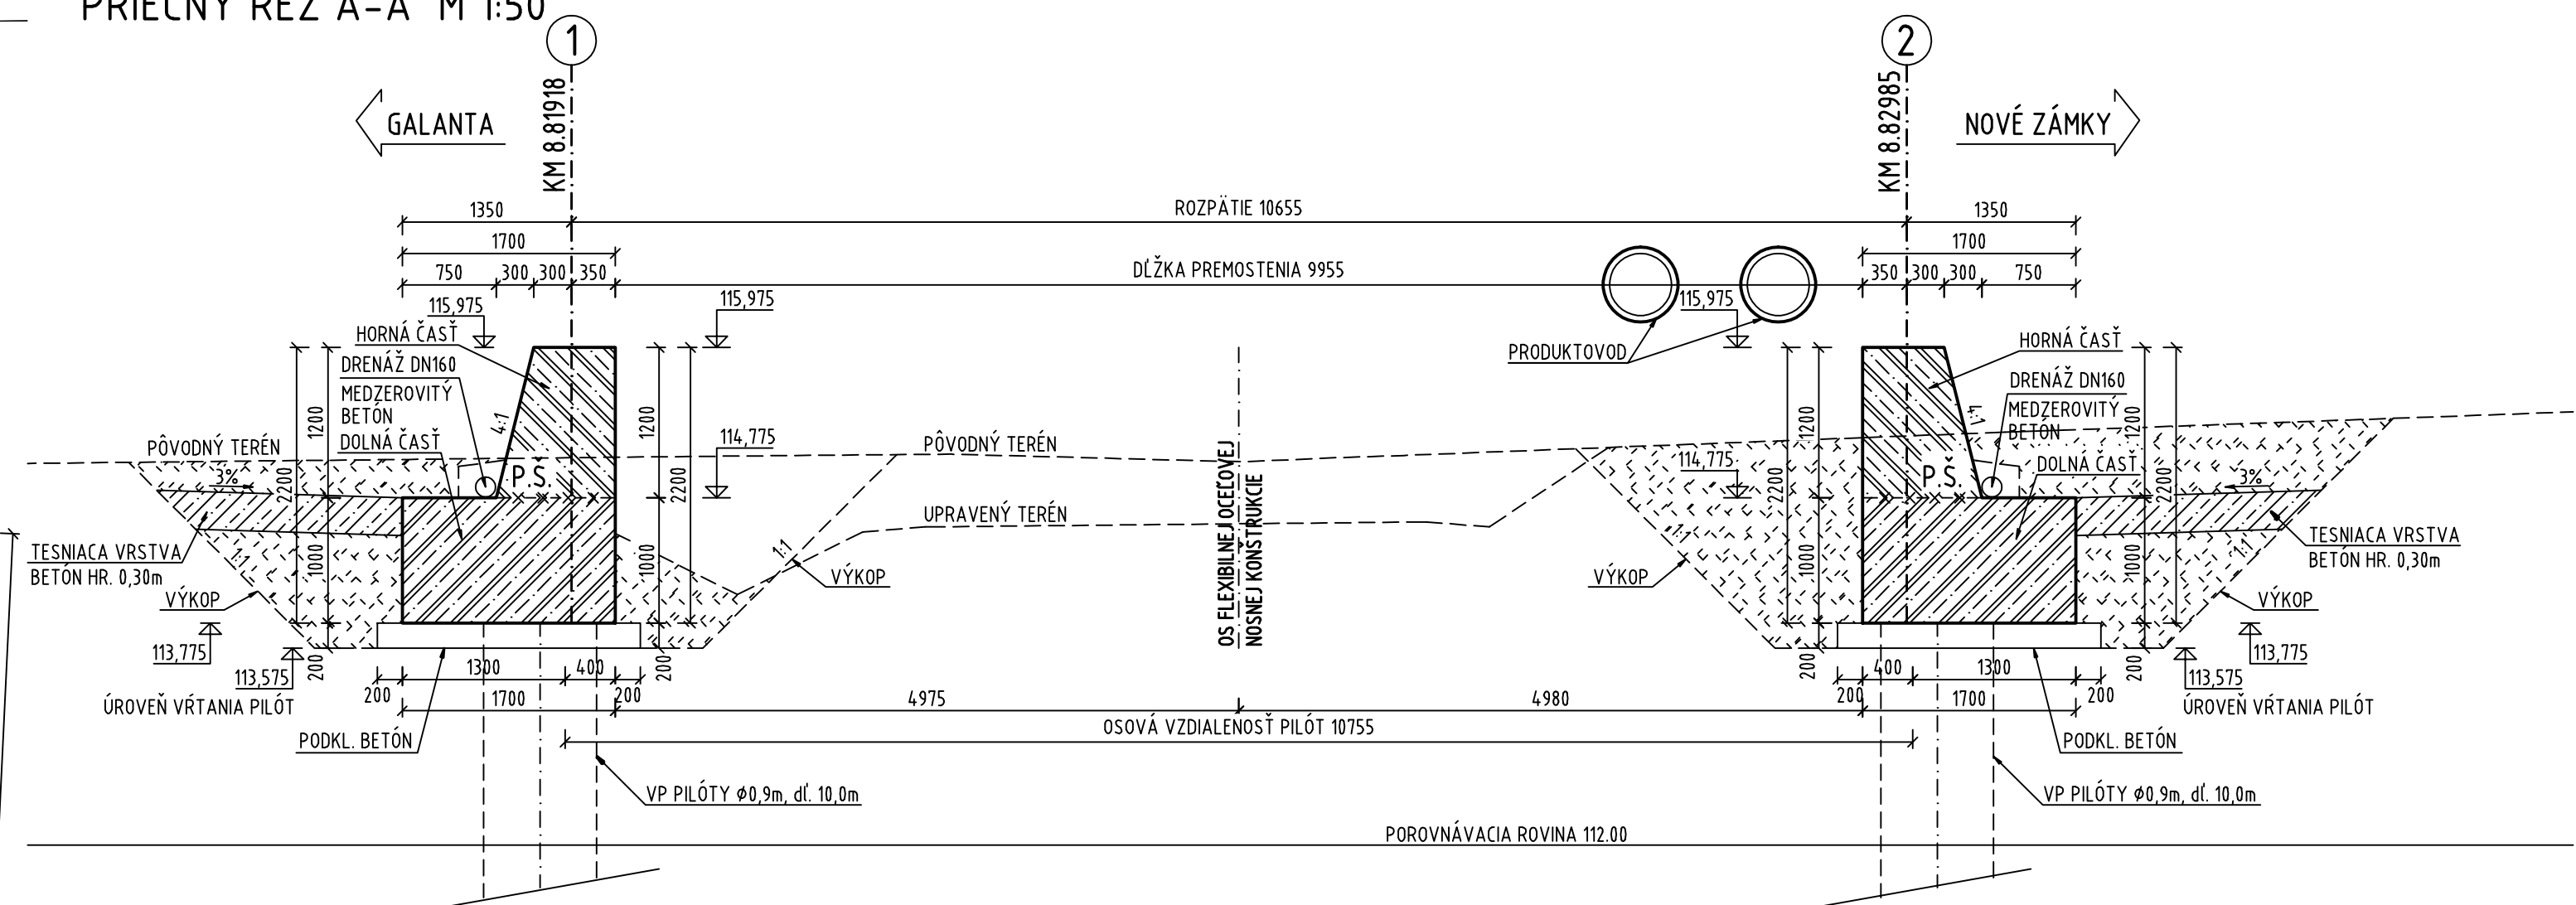 PRIEČNY REZ A-A M 1:50
1
2
KM 8.81918
KM 8.82985
GALANTA
NOVÉ ZÁMKY
1350
ROZPÄTIE 10655
1350
1700
1700
750
300
300
350
DĹŽKA PREMOSTENIA 9955
350
300
300
750
115,975
115,975
115,975
HORNÁ ČASŤ
HORNÁ ČASŤ
DRENÁŽ DN160
MEDZEROVITÝ
BETÓN
DOLNÁ ČASŤ
PRODUKTOVOD
DRENÁŽ DN160
MEDZEROVITÝ
BETÓN
DOLNÁ ČASŤ
4:1
4:1
1200
1200
1200
1200
114,775
114,775
PÔVODNÝ TERÉN
PÔVODNÝ TERÉN
3%
3%
P.Š.
P.Š.
2200
2200
2200
2200
UPRAVENÝ TERÉN
OS FLEXIBILNEJ OCEĽOVEJ
NOSNEJ KONŠTRUKCIE
TESNIACA VRSTVA
BETÓN HR. 0,30m
TESNIACA VRSTVA
BETÓN HR. 0,30m
1:1
1:1
1:1
1:1
1000
1000
1000
1000
VÝKOP
VÝKOP
VÝKOP
VÝKOP
113,775
113,775
113,575
113,575
ÚROVEŇ VŔTANIA PILÓT
ÚROVEŇ VŔTANIA PILÓT
200
200
200
200
1300
400
400
1300
200
200
200
200
1700
4975
4980
1700
OSOVÁ VZDIALENOSŤ PILÓT 10755
PODKL. BETÓN
PODKL. BETÓN
VP PILÓTY Ø0,9m, dĺ. 10,0m
VP PILÓTY Ø0,9m, dĺ. 10,0m
POROVNÁVACIA ROVINA 112.00